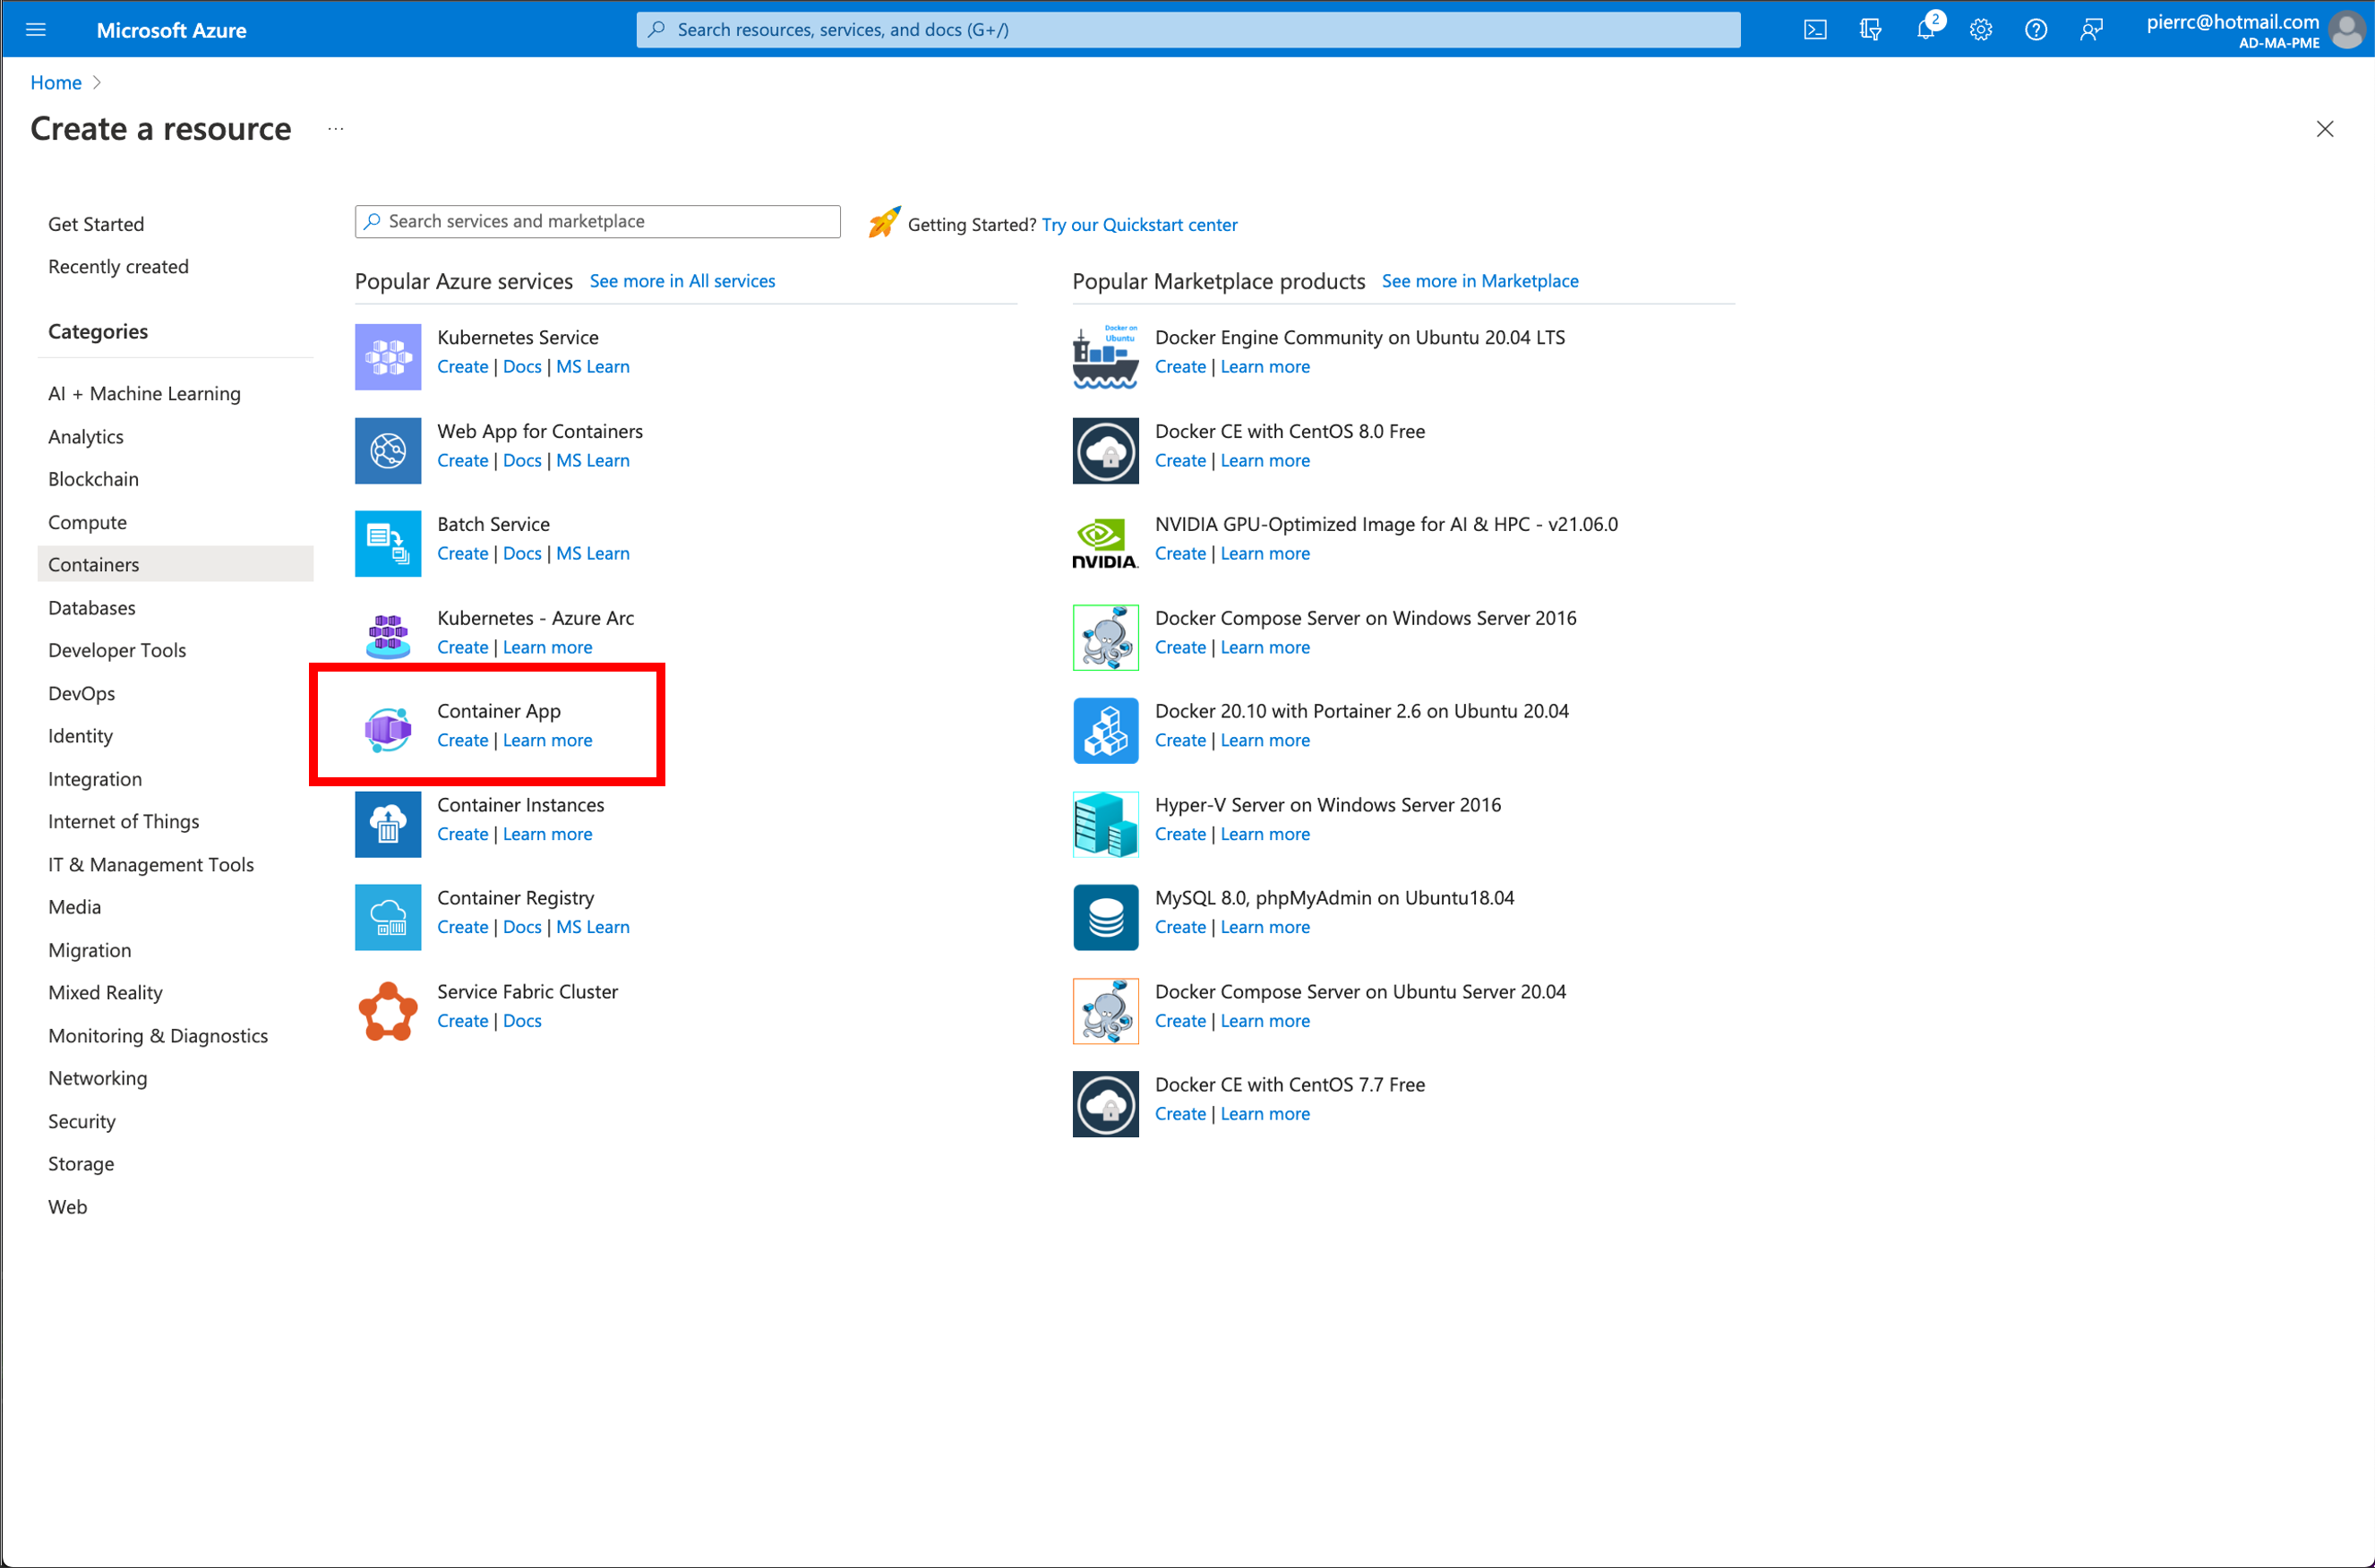 Microsoft Azure
Search resources, services, and docs (G+/)
2
pierrc@hotmail.com
AD-MA-PME
Home
Create a resource
...
Get Started
Recently created
Categories
AI + Machine Learning
Analytics
Blockchain
Compute
Containers
Databases
Developer Tools
DevOps
Identity
Integration
Internet of Things
IT & Management Tools
Media
Migration
Mixed Reality
Monitoring & Diagnostics
Networking
Security
Storage
Web
Search services and marketplace
Getting Started? Try our Quickstart center
Popular Azure services See more in All services
Kubernetes Service
Create | Docs | MS Learn
Web App for Containers
Create | Docs | MS Learn
Batch Service
Create | Docs | MS Learn
Kubernetes - Azure Arc
Create | Learn more
Container App
Create | Learn more
Container Instances
Create | Learn more
Container Registry
Create | Docs | MS Learn
Service Fabric Cluster
Create | Docs
Popular Marketplace products See more in Marketplace
Docker on
Ubuntu
Docker Engine Community on Ubuntu 20.04 LTS
Create | Learn more
Docker CE with CentOS 8.0 Free
Create | Learn more
NVIDIA
NVIDIA GPU-Optimized Image for AI & HPC - v21.06.0
Create | Learn more
Docker Compose Server on Windows Server 2016
Create | Learn more
Docker 20.10 with Portainer 2.6 on Ubuntu 20.04
Create | Learn more
Hyper-V Server on Windows Server 2016
Create | Learn more
MySQL 8.0, phpMyAdmin on Ubuntu18.04
Create | Learn more
Docker Compose Server on Ubuntu Server 20.04
Create | Learn more
Docker CE with CentOS 7.7 Free
Create | Learn more